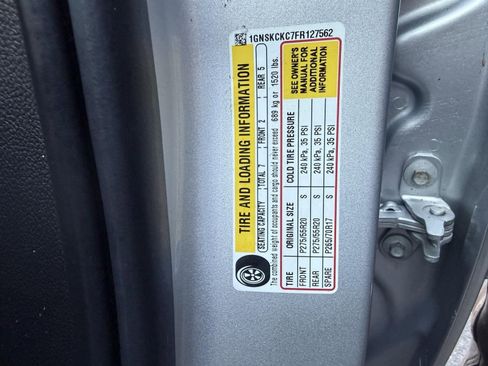 1GNSKCKC7FR127562
TIRE AND LOADING INFORMATION
SEATING CAPACITY TOTAL 7 FRONT 2 REAR 5
The combined weight of occupants and cargo should never exceed 689 kg or 1520 lbs.
TIRE ORIGINAL SIZE COLD TIRE PRESSURE
FRONT P275/55R20 S 240 kPa, 35 PSI
REAR P275/55R20 S 240 kPa, 35 PSI
SPARE P265/70R17 S 240 kPa, 35 PSI
SEE OWNER'S
MANUAL FOR
ADDITIONAL
INFORMATION